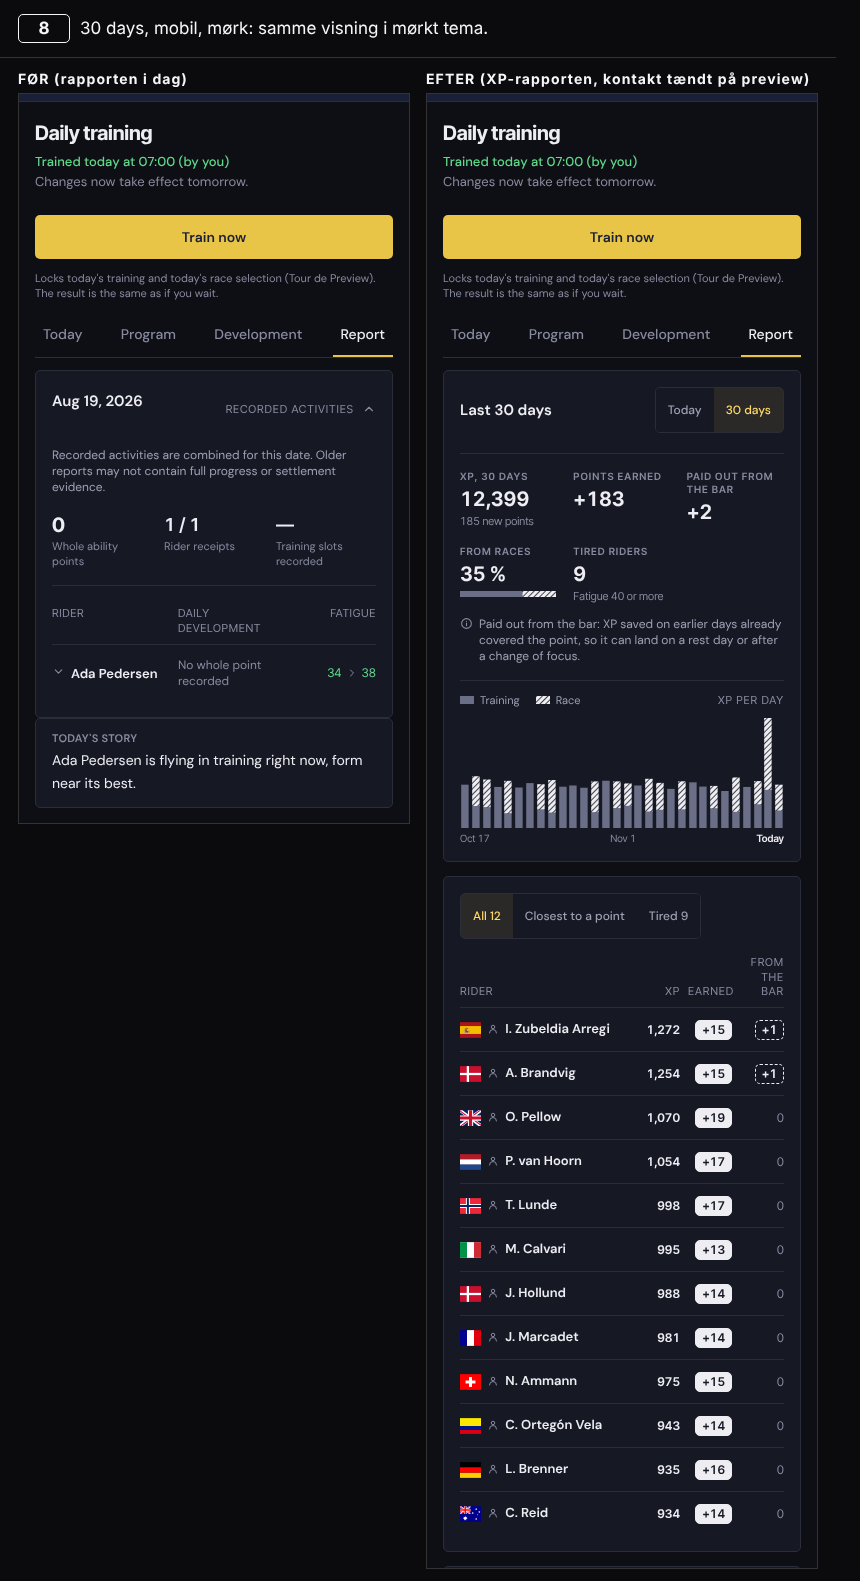 8 30 days, mobil, mørk: samme visning i mørkt tema.
FØR (rapporten i dag)
Daily training
Trained today at 07:00 (by you)
Changes now take effect tomorrow.
Train now
Locks today's training and today's race selection (Tour de Preview).
The result is the same as if you wait.
Today Program Development Report
Aug 19, 2026
RECORDED ACTIVITIES
Recorded activities are combined for this date. Older
reports may not contain full progress or settlement
evidence.
0 1 / 1 —
Whole ability points Rider receipts Training slots recorded
RIDER DAILY DEVELOPMENT FATIGUE
Ada Pedersen No whole point recorded 34 > 38
TODAY'S STORY
Ada Pedersen is flying in training right now, form
near its best.
EFTER (XP-rapporten, kontakt tændt på preview)
Daily training
Trained today at 07:00 (by you)
Changes now take effect tomorrow.
Train now
Locks today's training and today's race selection (Tour de Preview).
The result is the same as if you wait.
Today Program Development Report
Last 30 days Today 30 days
XP, 30 DAYS POINTS EARNED PAID OUT FROM THE BAR
12,399 +183 +2
185 new points
FROM RACES TIRED RIDERS
35 % 9
Fatigue 40 or more
Paid out from the bar: XP saved on earlier days already
covered the point, so it can land on a rest day or after
a change of focus.
Training Race XP PER DAY
Oct 17 Nov 1 Today
All 12 Closest to a point Tired 9
RIDER XP EARNED FROM THE BAR
I. Zubeldia Arregi 1,272 +15 +1
A. Brandvig 1,254 +15 +1
O. Pellow 1,070 +19 0
P. van Hoorn 1,054 +17 0
T. Lunde 998 +17 0
M. Calvari 995 +13 0
J. Hollund 988 +14 0
J. Marcadet 981 +14 0
N. Ammann 975 +15 0
C. Ortegón Vela 943 +14 0
L. Brenner 935 +16 0
C. Reid 934 +14 0